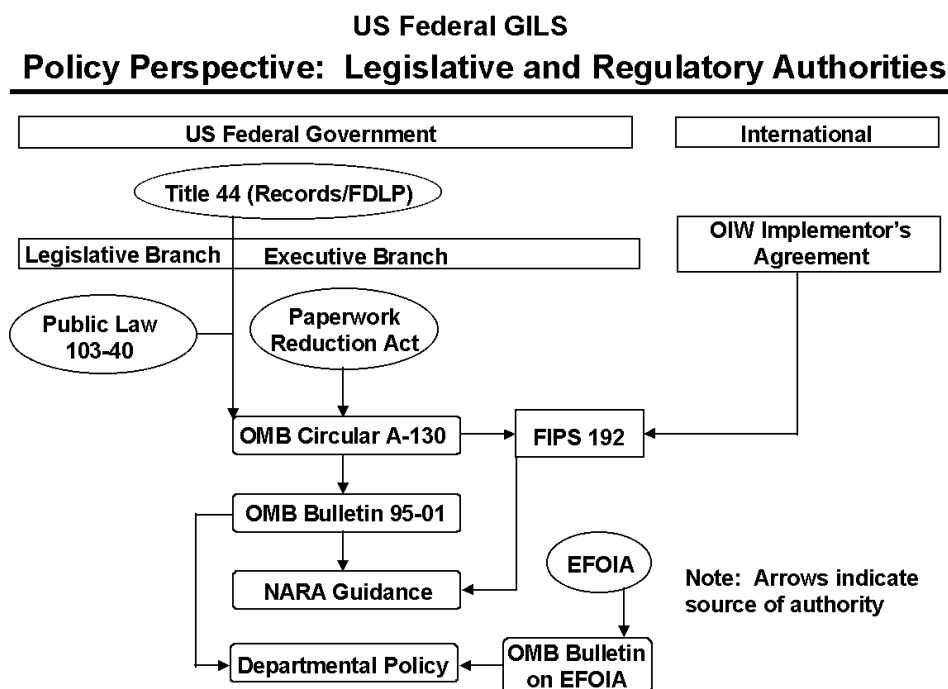 US Federal GILS
Policy Perspective:  Legislative and Regulatory Authorities
US Federal Government
International
Title 44 (Records/FDLP)
OIW Implementor's
Agreement
Legislative Branch
Executive Branch
Public Law
103-40
Paperwork
Reduction Act
OMB Circular A-130
FIPS 192
OMB Bulletin 95-01
NARA Guidance
EFOIA
Note:  Arrows indicate
source of authority
Departmental Policy
OMB Bulletin
on EFOIA